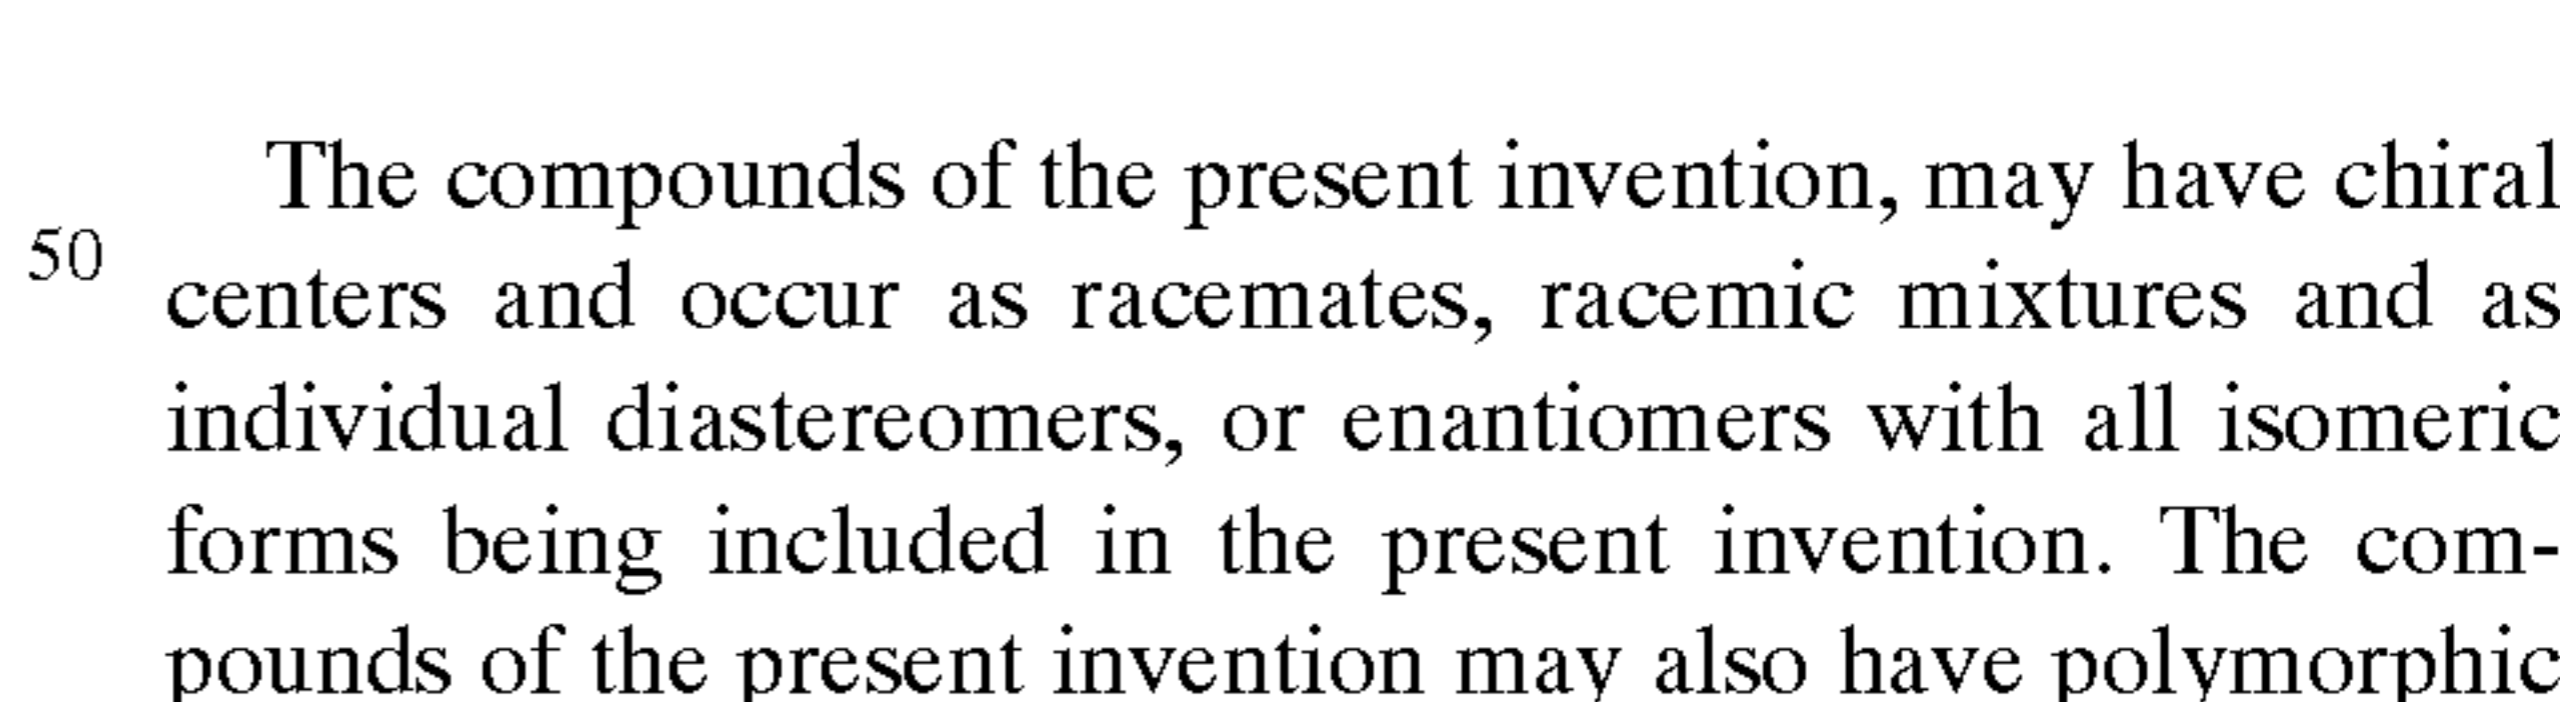 The compounds of the present invention, may have chiral
50
centers and occur as racemates, racemic mixtures and as
individual diastereomers, or enantiomers with all isomeric
forms being included in the present invention. The com-
pounds of the present invention may also have polymorphic